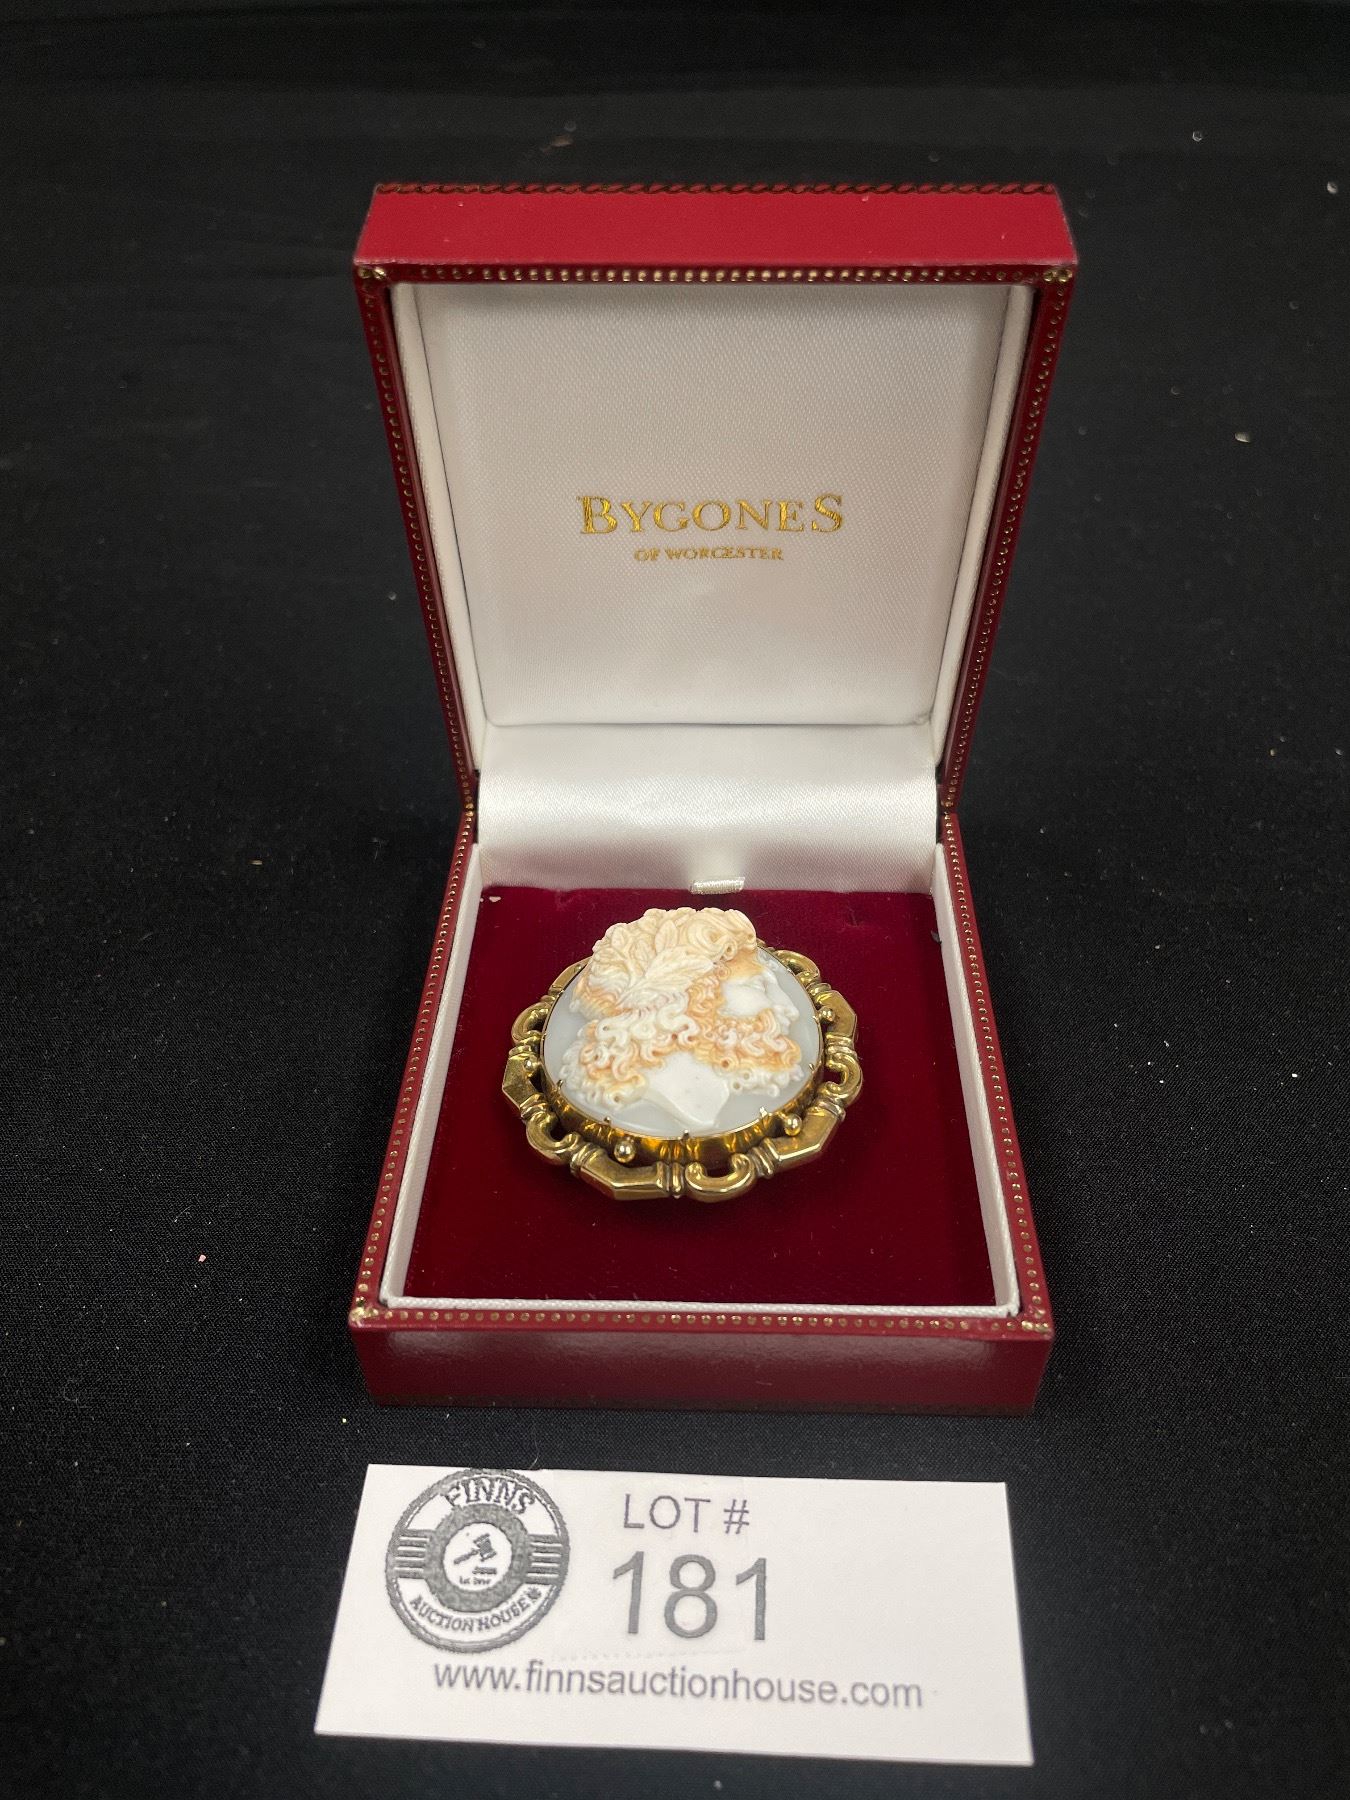 BYGONES
OF WORCESTER
FINNS
AUCTION HOUSE
LOT #
181
www.finnsauctionhouse.com